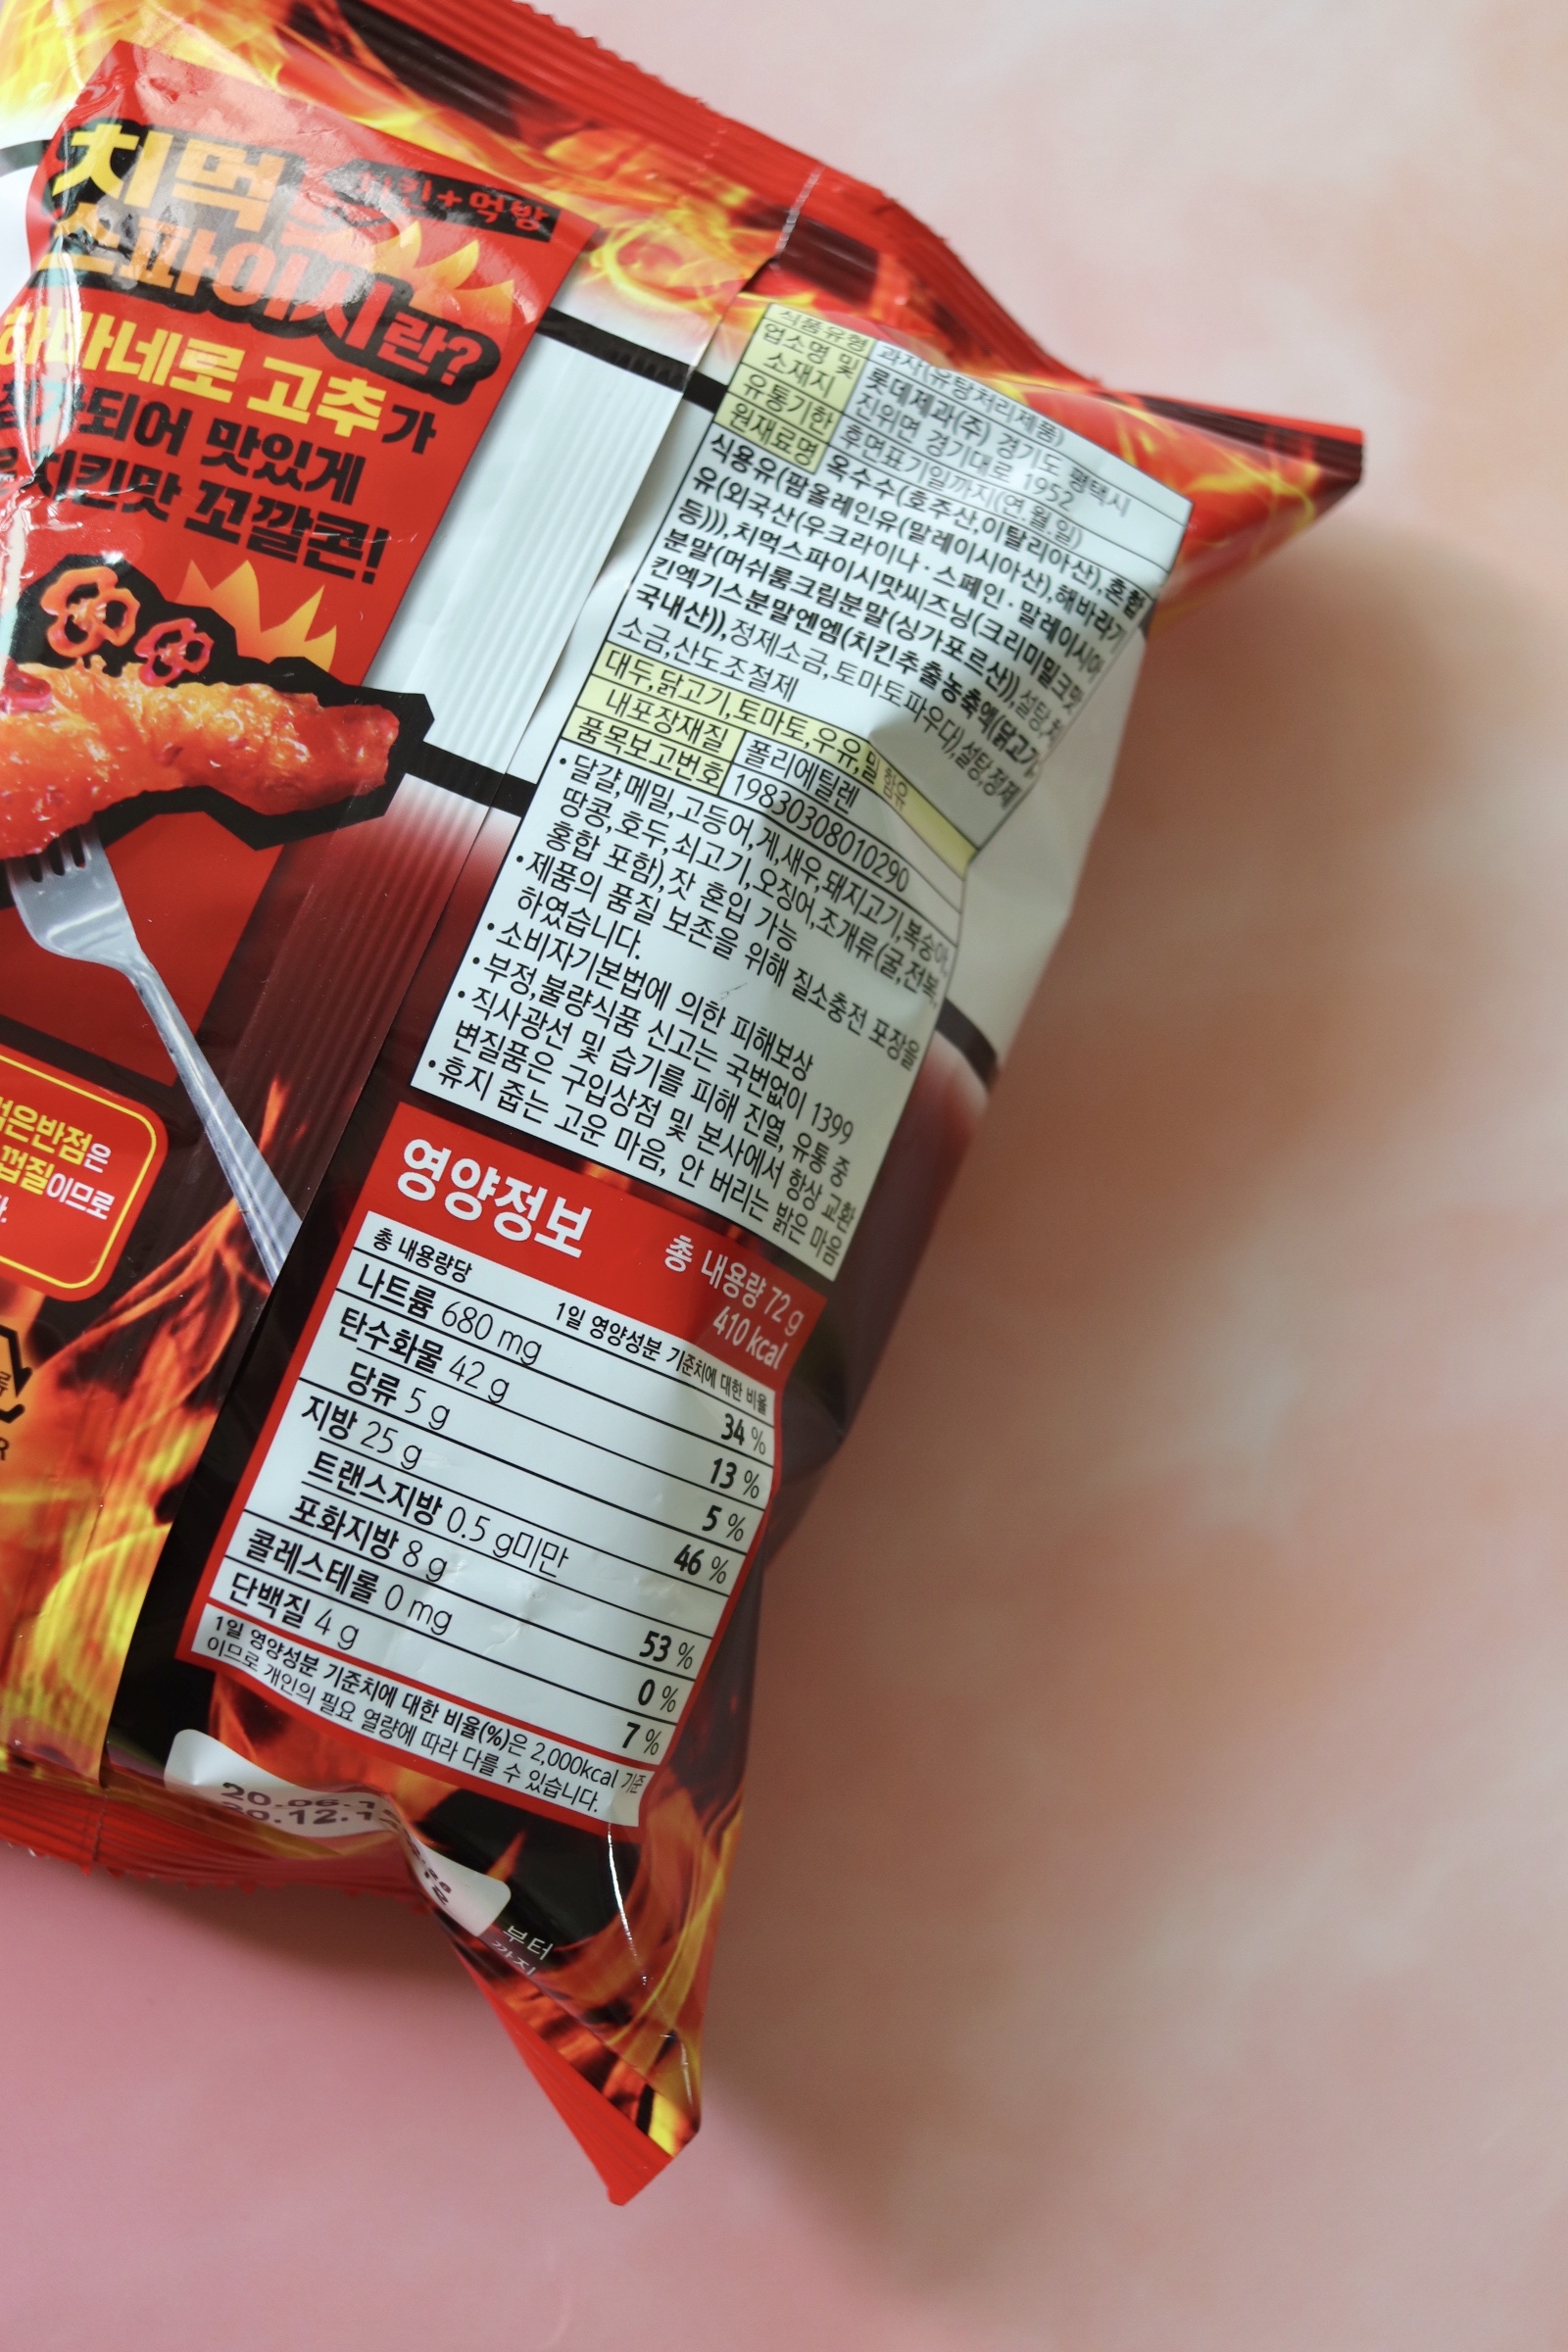 치먹
치킨+먹방
스파이시란?
하바네로 고추가
첨가되어 맛있게
치킨맛 꼬깔콘!
검은반점은
껍질이므로
식품유형 과자(유탕처리제품)
업소명 및 소재지 롯데제과(주) 경기도 평택시
진위면 경기대로 1952
유통기한 후면표기일까지(연,월,일)
원재료명 옥수수(호주산,이탈리아산),혼합
식용유(팜올레인유(말레이시아산),해바라기
유(외국산(우크라이나·스페인·말레이시아
등))),치먹스파이시맛씨즈닝(크리미밀크맛
분말(머쉬룸크림분말(싱가포르산)),설탕,치
킨엑기스분말엔엠(치킨추출농축액(닭고기,
국내산)),정제소금,토마토파우더),설탕,정제
소금,산도조절제
대두,닭고기,토마토,우유,밀 함유
내포장재질 폴리에틸렌
품목보고번호 19830308010290
•달걀,메밀,고등어,게,새우,돼지고기,복숭아,
땅콩,호두,쇠고기,오징어,조개류(굴,전복,
홍합 포함),잣 혼입 가능
•제품의 품질 보존을 위해 질소충전 포장을
하였습니다.
•소비자기본법에 의한 피해보상
•부정,불량식품 신고는 국번없이 1399
•직사광선 및 습기를 피해 진열, 유통 중
변질품은 구입상점 및 본사에서 항상 교환
•휴지 줍는 고운 마음, 안 버리는 밝은 마음
영양정보
총 내용량 72 g
410 kcal
총 내용량당 1일 영양성분 기준치에 대한 비율
나트륨 680 mg 34 %
탄수화물 42 g 13 %
당류 5 g 5 %
지방 25 g 46 %
트랜스지방 0.5 g미만
포화지방 8 g 53 %
콜레스테롤 0 mg 0 %
단백질 4 g 7 %
1일 영양성분 기준치에 대한 비율(%)은 2,000kcal 기준
이므로 개인의 필요 열량에 따라 다를 수 있습니다.
부터
까지